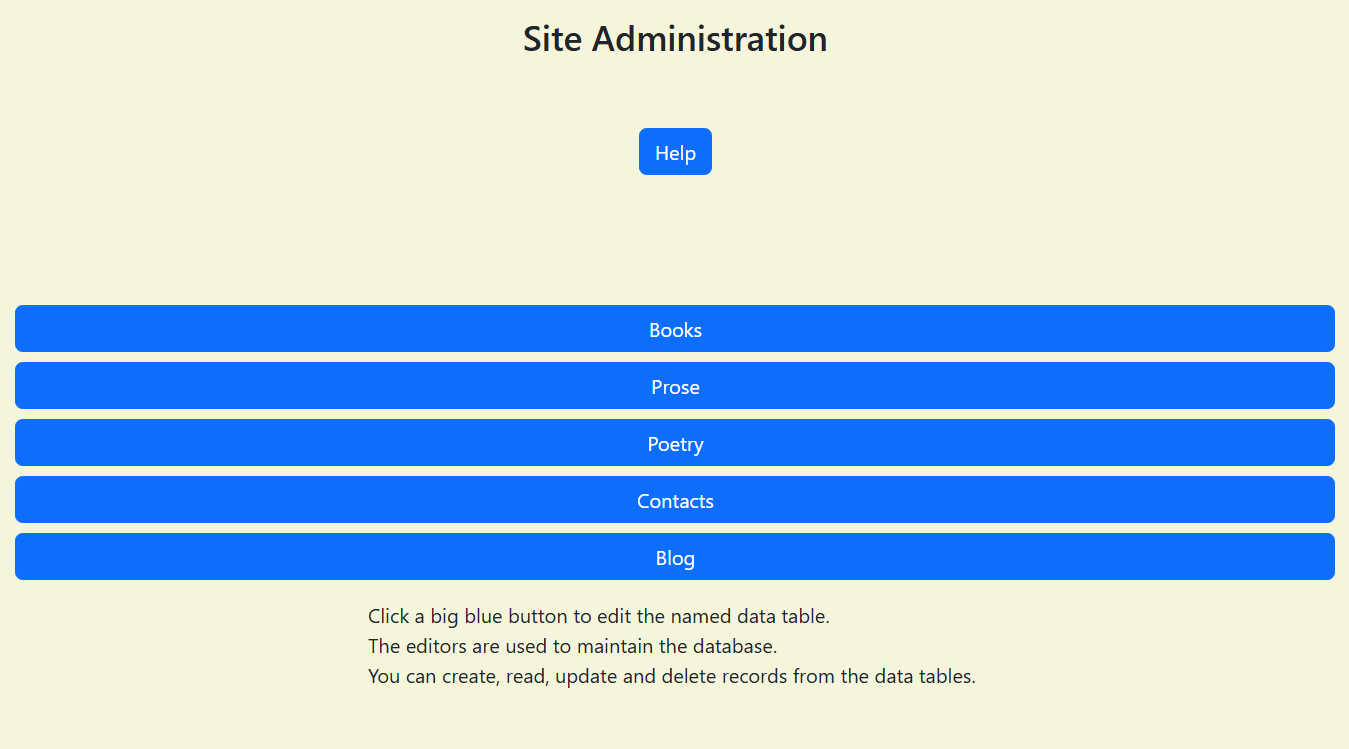 Site Administration
Help
Books
Prose
Poetry
Contacts
Blog
Click a big blue button to edit the named data table.
The editors are used to maintain the database.
You can create, read, update and delete records from the data tables.